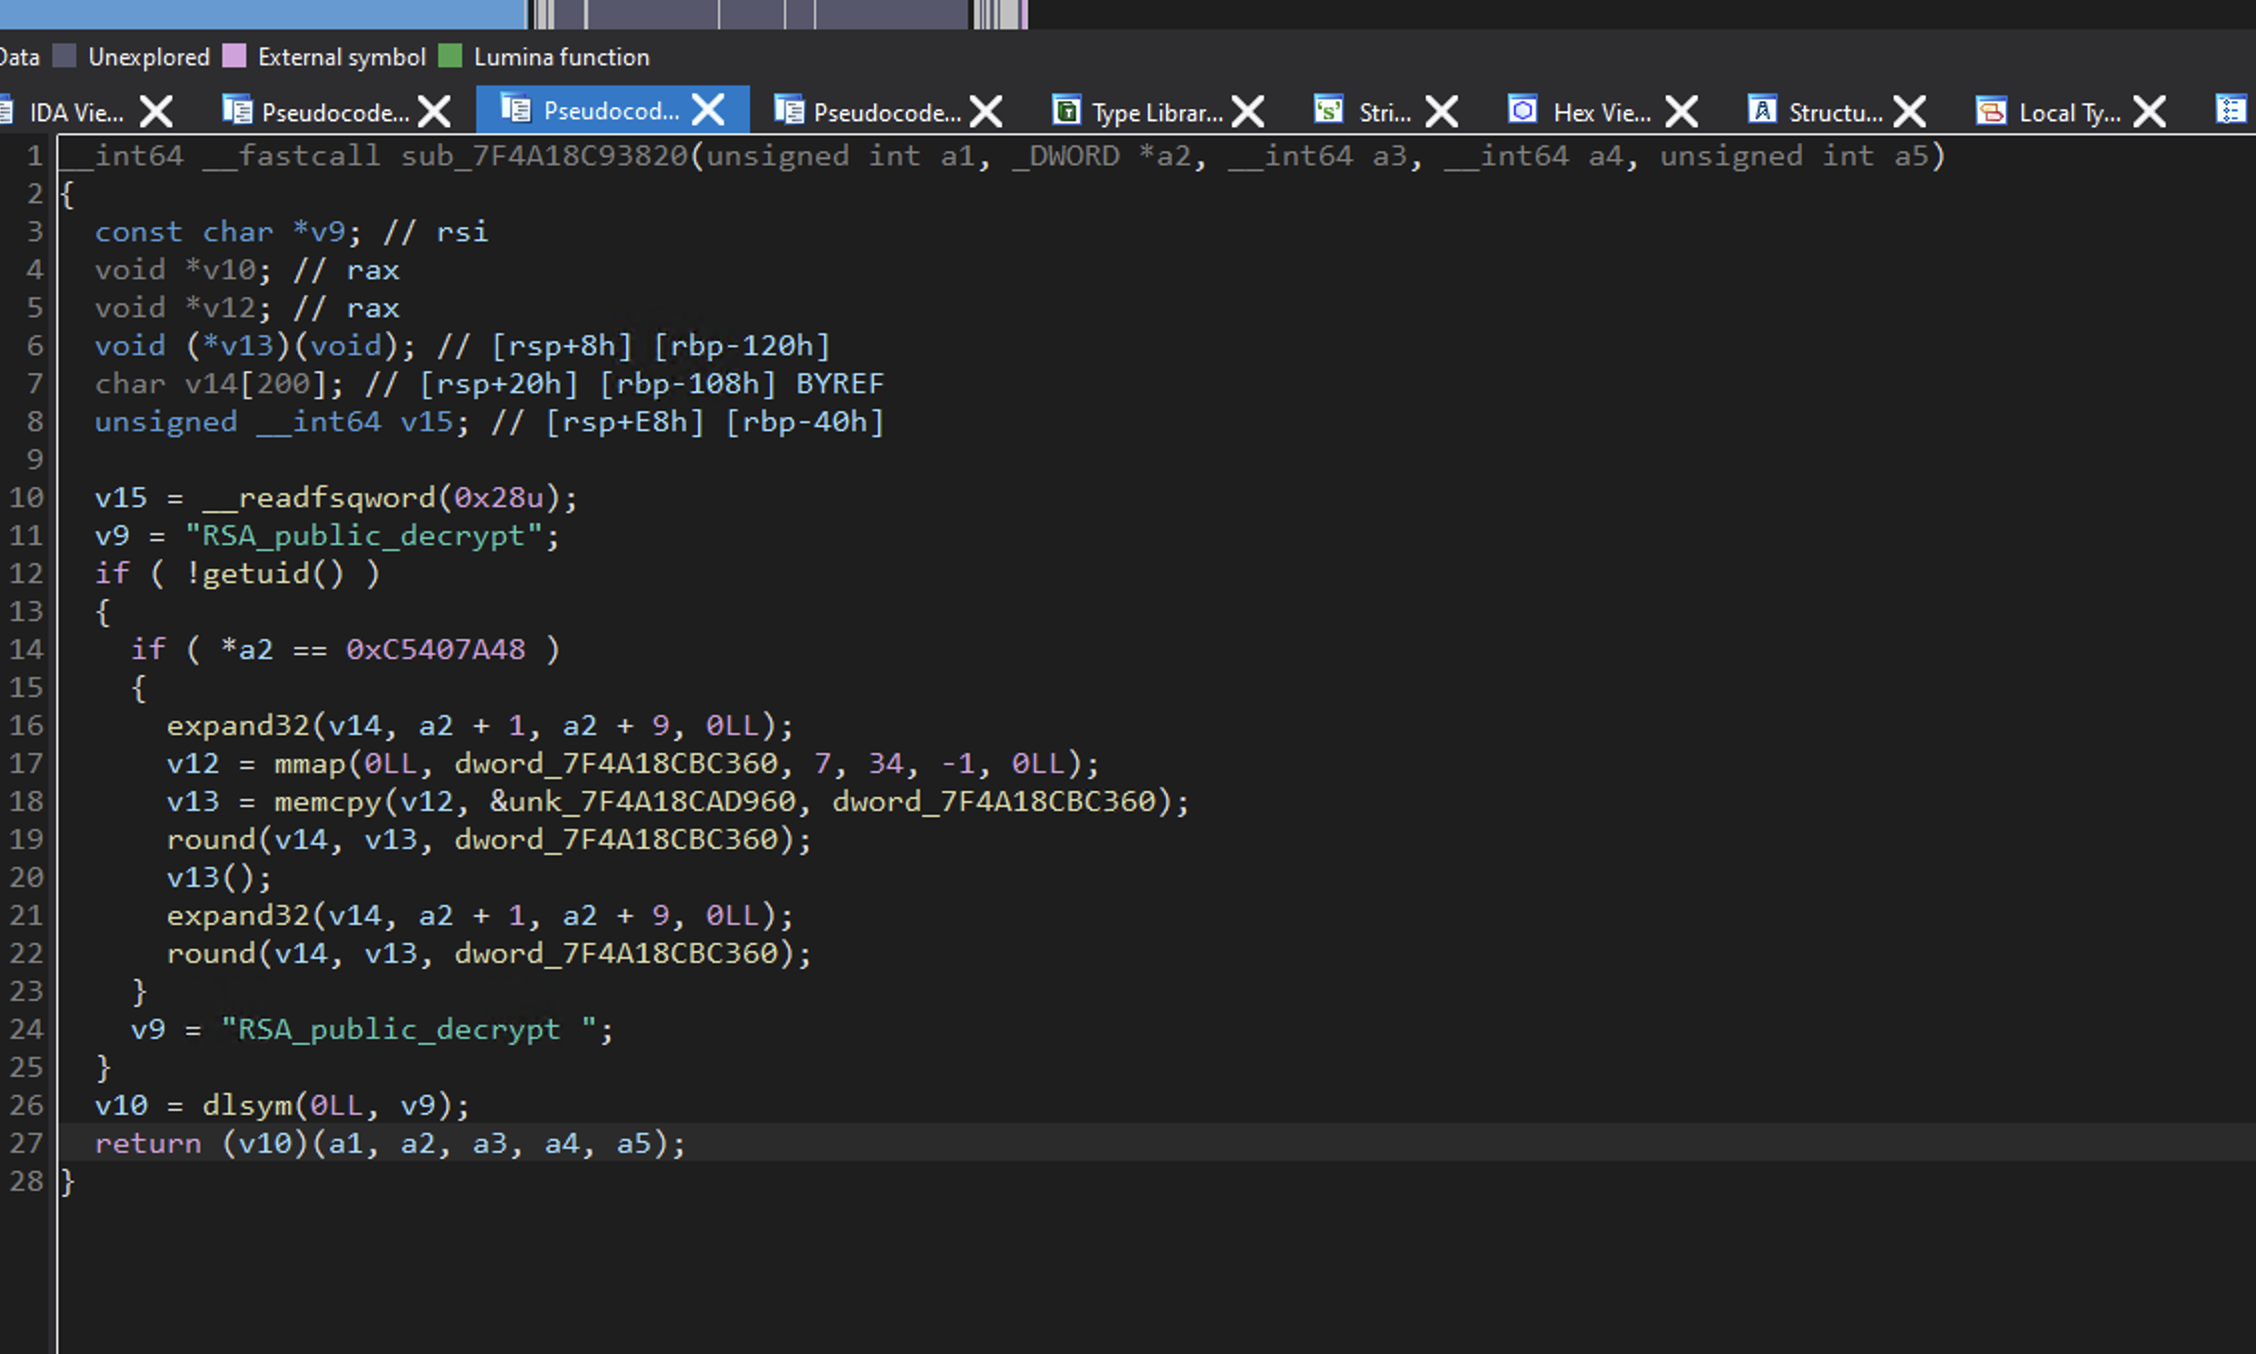 Data Unexplored External symbol Lumina function
IDA Vie... Pseudocode... Pseudocod... Pseudocode... Type Librar... Stri... Hex Vie... Structu... Local Ty...
1 __int64 __fastcall sub_7F4A18C93820(unsigned int a1, _DWORD *a2, __int64 a3, __int64 a4, unsigned int a5)
2 {
3 const char *v9; // rsi
4 void *v10; // rax
5 void *v12; // rax
6 void (*v13)(void); // [rsp+8h] [rbp-120h]
7 char v14[200]; // [rsp+20h] [rbp-108h] BYREF
8 unsigned __int64 v15; // [rsp+E8h] [rbp-40h]
9
10 v15 = __readfsqword(0x28u);
11 v9 = "RSA_public_decrypt";
12 if ( !getuid() )
13 {
14 if ( *a2 == 0xC5407A48 )
15 {
16 expand32(v14, a2 + 1, a2 + 9, 0LL);
17 v12 = mmap(0LL, dword_7F4A18CBC360, 7, 34, -1, 0LL);
18 v13 = memcpy(v12, &unk_7F4A18CAD960, dword_7F4A18CBC360);
19 round(v14, v13, dword_7F4A18CBC360);
20 v13();
21 expand32(v14, a2 + 1, a2 + 9, 0LL);
22 round(v14, v13, dword_7F4A18CBC360);
23 }
24 v9 = "RSA_public_decrypt ";
25 }
26 v10 = dlsym(0LL, v9);
27 return (v10)(a1, a2, a3, a4, a5);
28 }